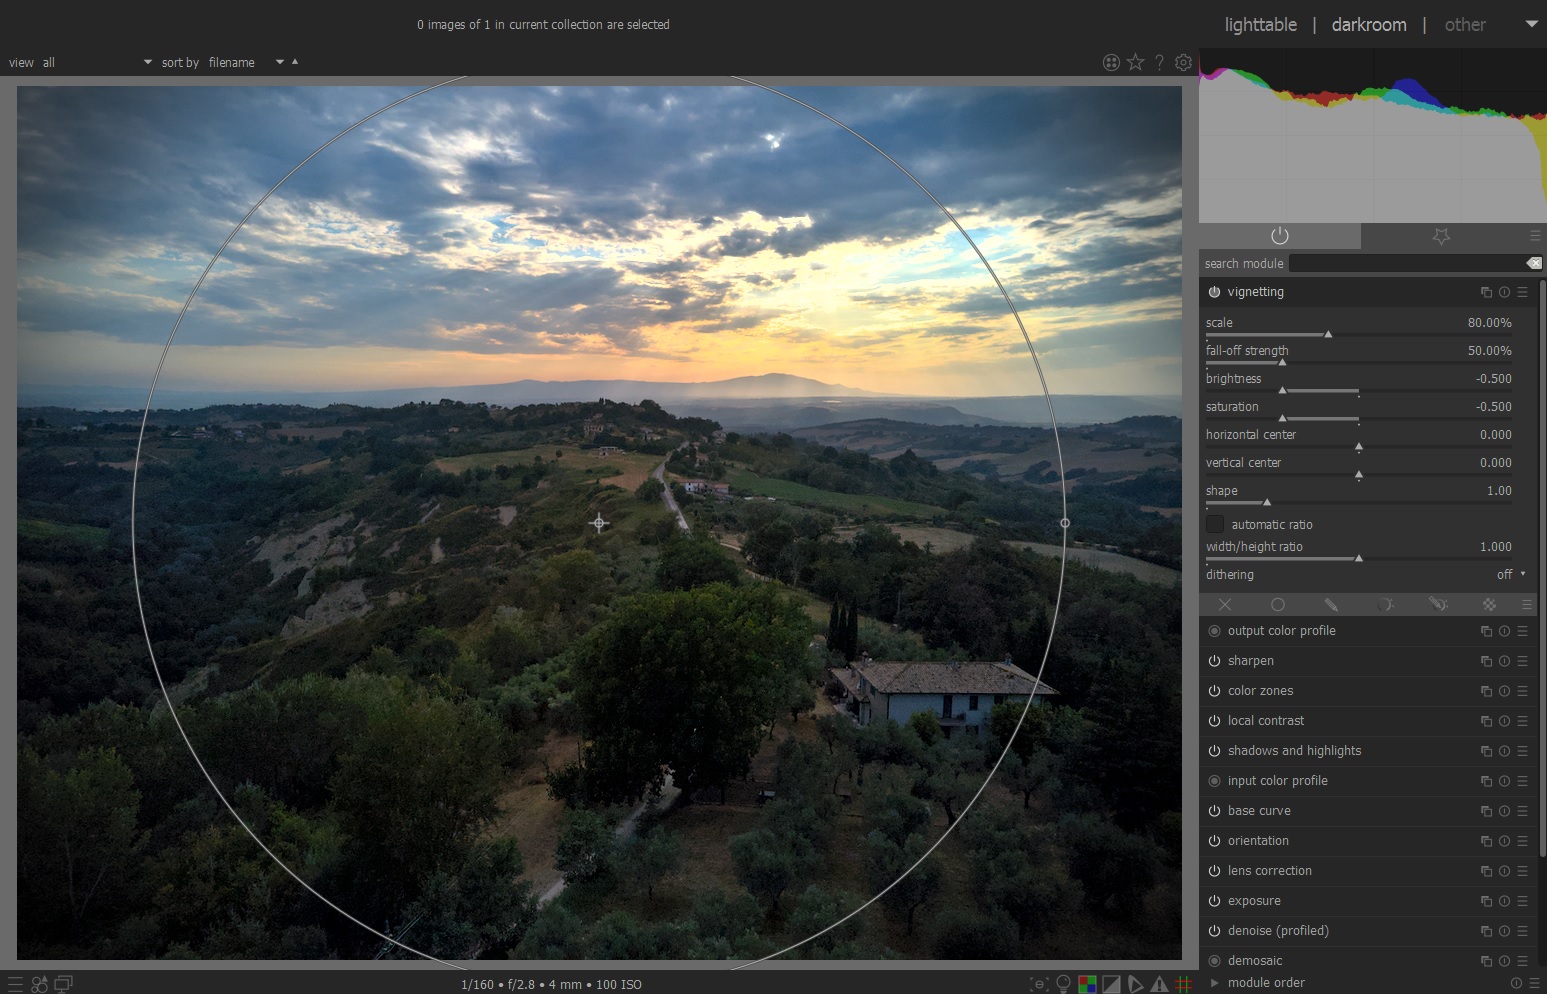 0 images of 1 in current collection are selected
lighttable | darkroom | other
view all sort by filename
search module
vignetting
scale 80.00%
fall-off strength 50.00%
brightness -0.500
saturation -0.500
horizontal center 0.000
vertical center 0.000
shape 1.00
automatic ratio
width/height ratio 1.000
dithering off
output color profile
sharpen
color zones
local contrast
shadows and highlights
input color profile
base curve
orientation
lens correction
exposure
denoise (profiled)
demosaic
module order
1/160 • f/2.8 • 4 mm • 100 ISO